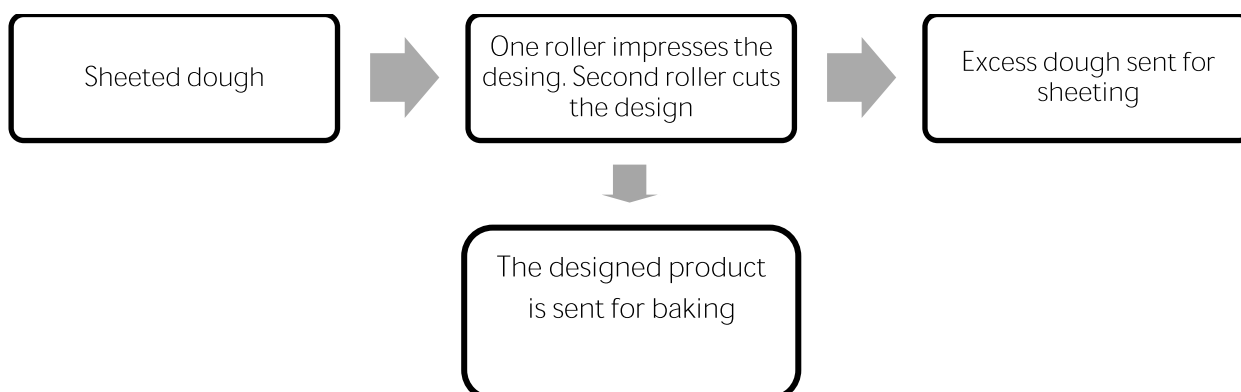 Sheeted dough
One roller impresses the
desing. Second roller cuts
the design
Excess dough sent for
sheeting
The designed product
is sent for baking